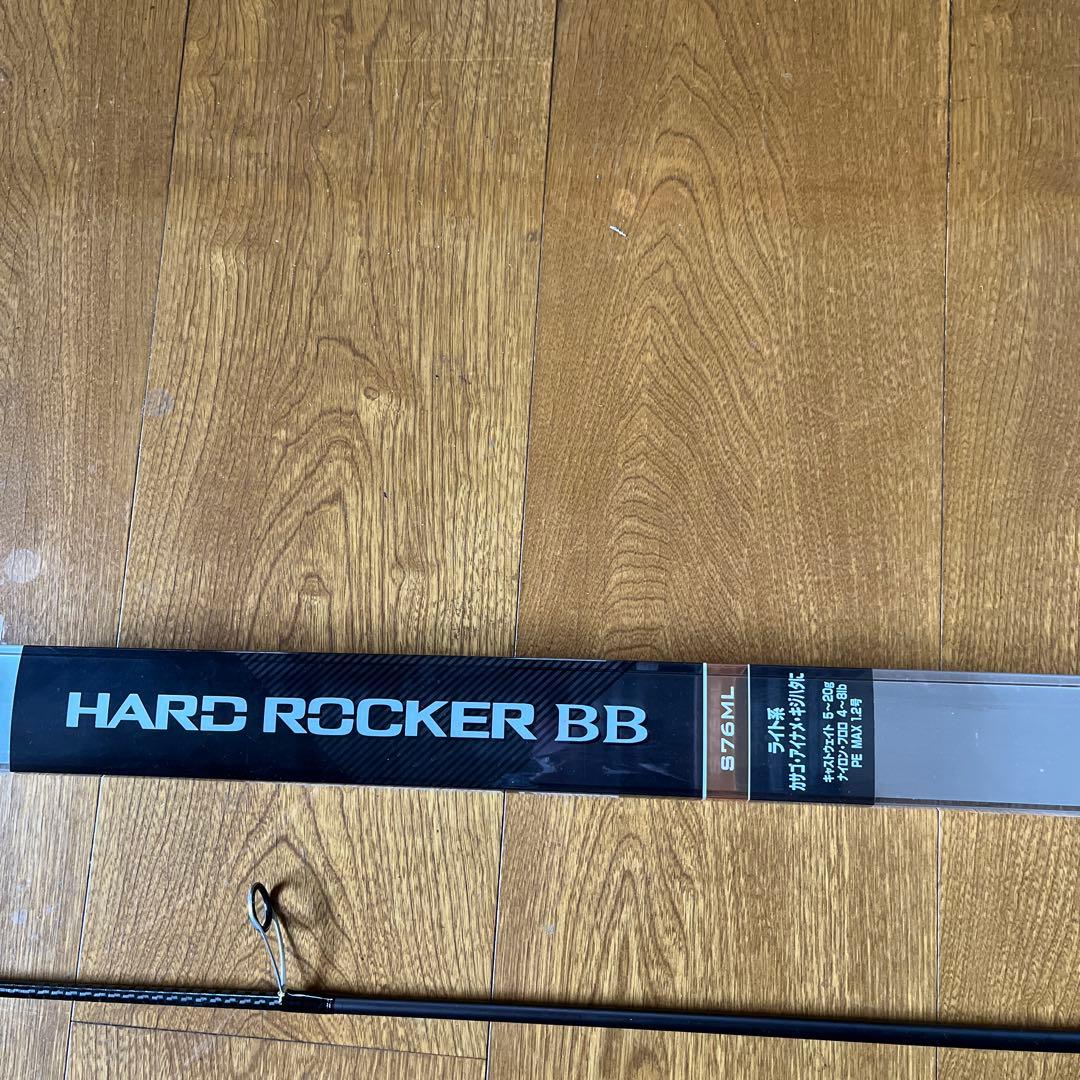 HARD ROCKER BB
S76ML
ライト系
カサゴ・アイナメ・キジハタに
キャストウェイト 5～20g
ナイロン・フロロ 4～8lb
PE MAX 1.2号